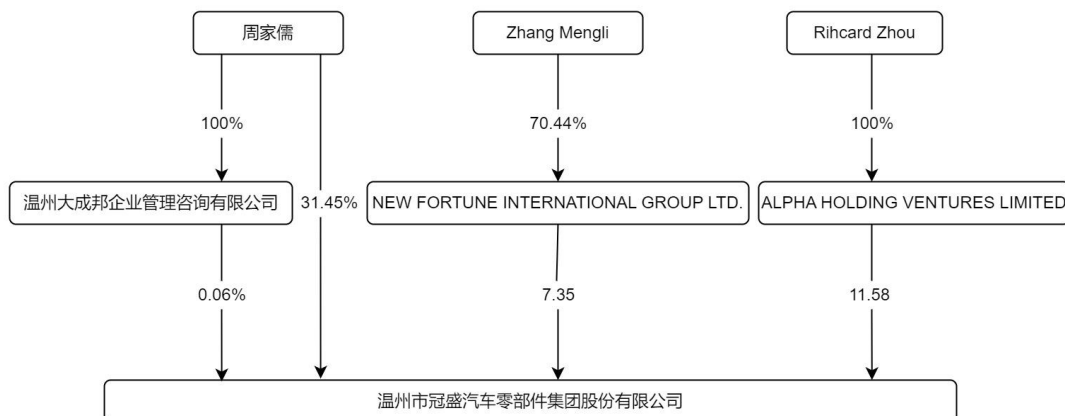 周家儒
Zhang Mengli
Rihcard Zhou
100%
70.44%
100%
温州大成邦企业管理咨询有限公司
31.45%
NEW FORTUNE INTERNATIONAL GROUP LTD.
ALPHA HOLDING VENTURES LIMITED
0.06%
7.35
11.58
温州市冠盛汽车零部件集团股份有限公司